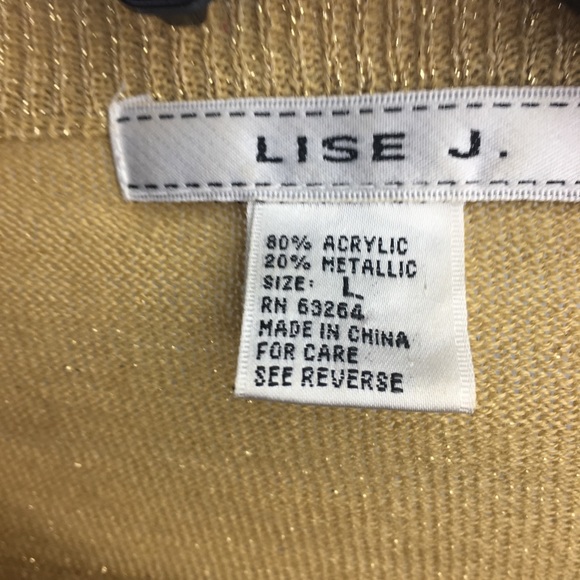 LISE J.
80% ACRYLIC
20% METALLIC
SIZE: L
RN 63264
MADE IN CHINA
FOR CARE
SEE REVERSE